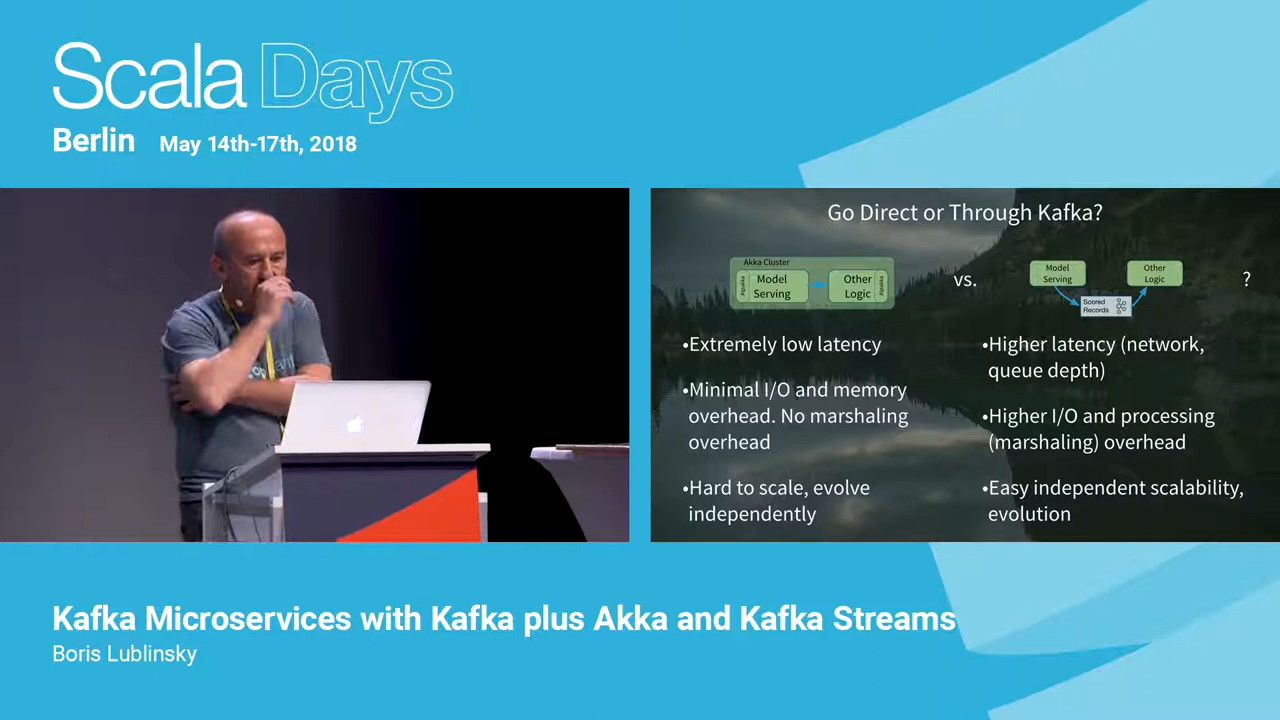 Scala Days
Berlin May 14th-17th, 2018
Go Direct or Through Kafka?
Akka Cluster
Alpakka
Model
Serving
Other
Logic
Alpakka
vs.
Model
Serving
Other
Logic
Scored
Records
?
•Extremely low latency
•Minimal I/O and memory
overhead. No marshaling
overhead
•Hard to scale, evolve
independently
•Higher latency (network,
queue depth)
•Higher I/O and processing
(marshaling) overhead
•Easy independent scalability,
evolution
Kafka Microservices with Kafka plus Akka and Kafka Streams
Boris Lublinsky